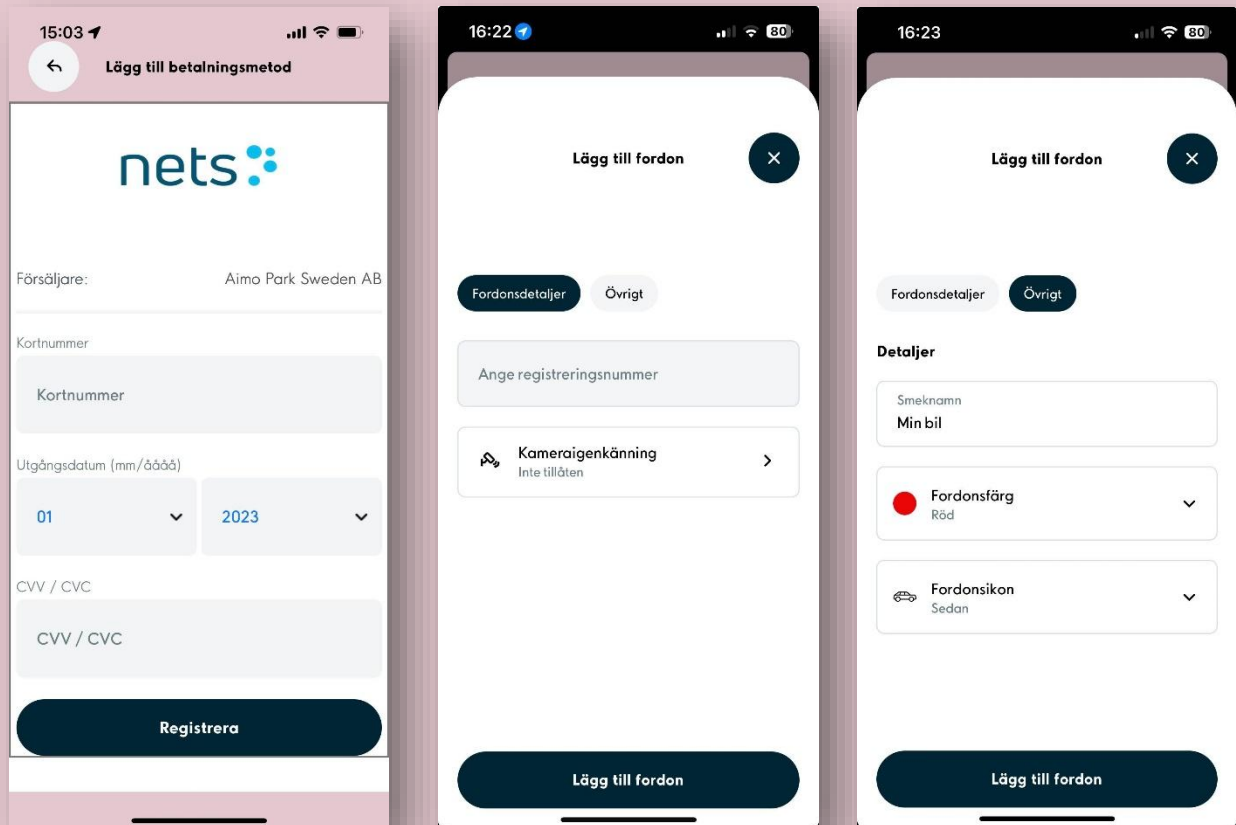 15:03
Lägg till betalningsmetod
nets
Försäljare: Aimo Park Sweden AB
Kortnummer
Kortnummer
Utgångsdatum (mm/åååå)
01 2023
CVV / CVC
CVV / CVC
Registrera
16:22 80
Lägg till fordon
Fordonsdetaljer Övrigt
Ange registreringsnummer
Kameraigenkänning
Inte tillåten
Lägg till fordon
16:23 80
Lägg till fordon
Fordonsdetaljer Övrigt
Detaljer
Smeknamn
Min bil
Fordonsfärg
Röd
Fordonsikon
Sedan
Lägg till fordon